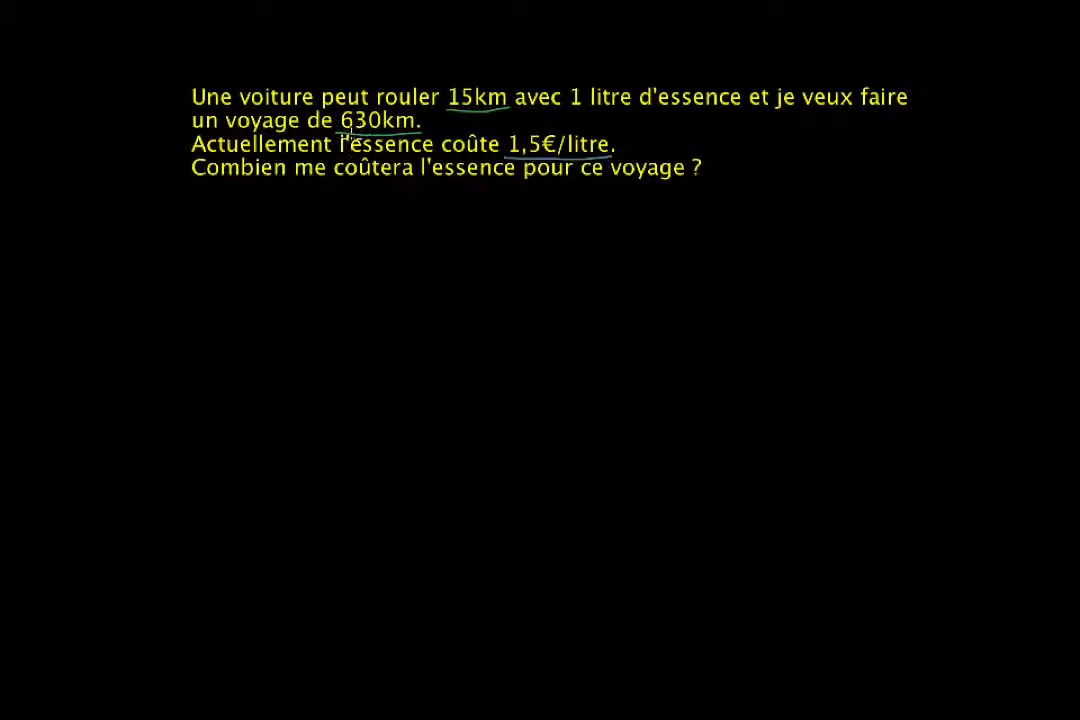 Une voiture peut rouler 15km avec 1 litre d'essence et je veux faire
un voyage de 630km.
Actuellement l'essence coûte 1,5€/litre.
Combien me coûtera l'essence pour ce voyage ?